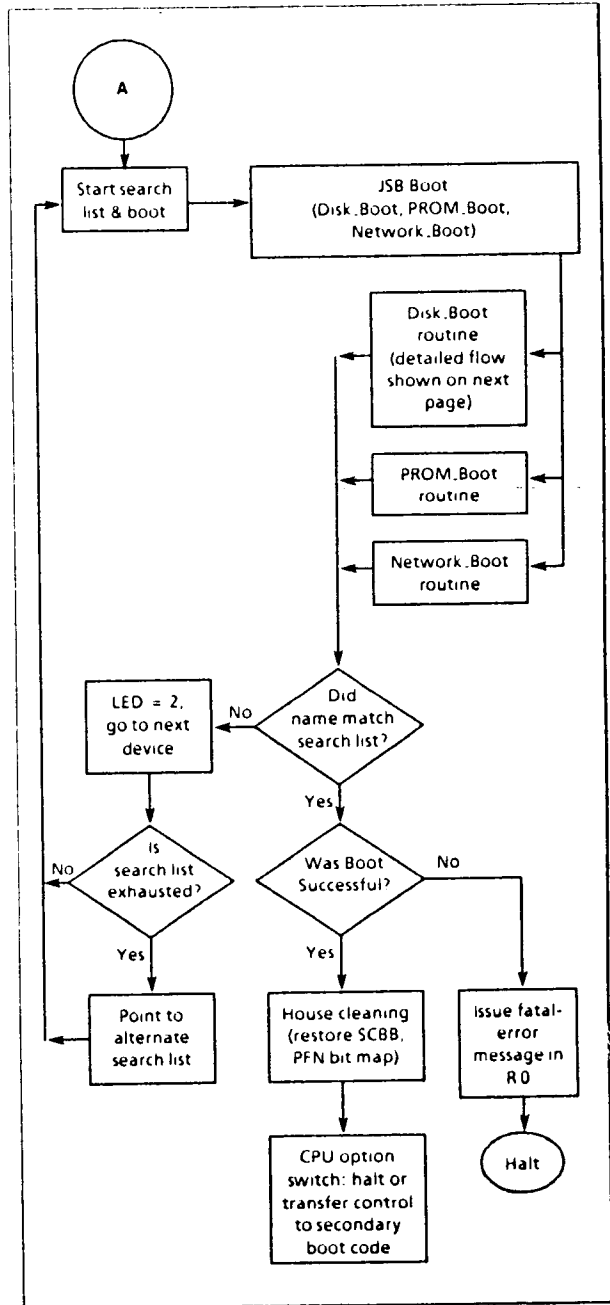 A
Start search
list & boot
JSB Boot
(Disk.Boot, PROM.Boot,
Network.Boot)
Disk.Boot
routine
(detailed flow
shown on next
page)
PROM.Boot
routine
Network.Boot
routine
Did
name match
search list?
No
Yes
LED = 2,
go to next
device
Is
search list
exhausted?
No
Yes
Point to
alternate
search list
Was Boot
Successful?
No
Yes
House cleaning
(restore SCBB,
PFN bit map)
CPU option
switch: halt or
transfer control
to secondary
boot code
Issue fatal-
error
message in
R0
Halt